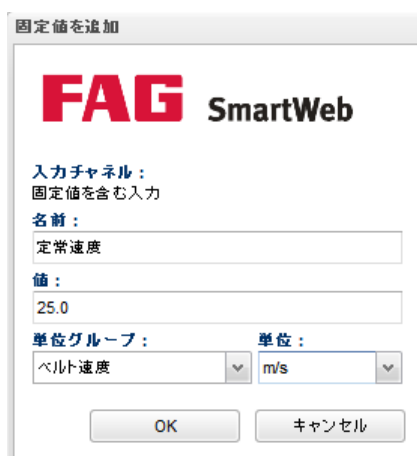 固定値を追加
FAG SmartWeb
入力チャネル：
固定値を含む入力
名前：
定常速度
値：
25.0
単位グループ： 単位：
ベルト速度 m/s
OK キャンセル